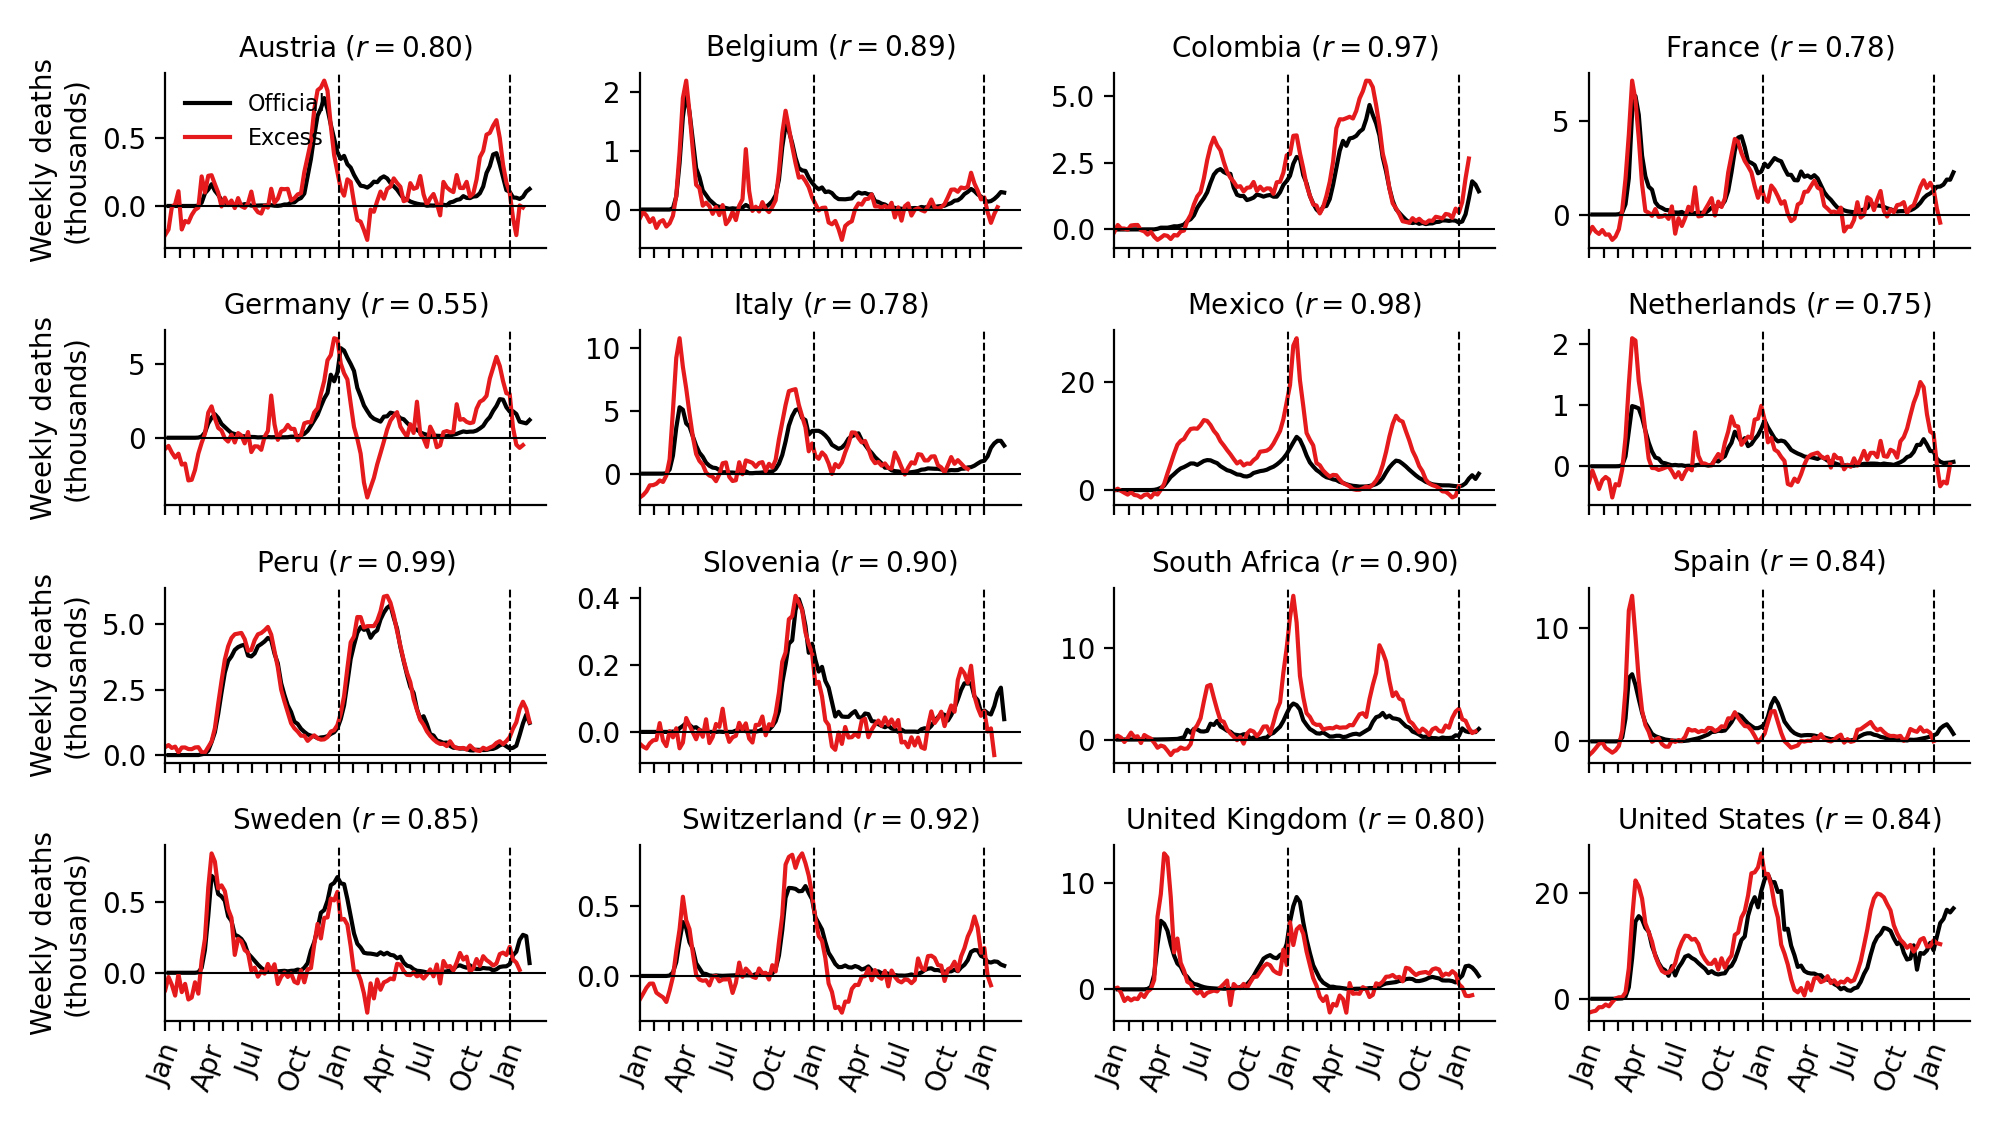 Austria (r = 0.80)
Belgium (r = 0.89)
Colombia (r = 0.97)
France (r = 0.78)
Weekly deaths
(thousands)
0.5
0.0
Official
Excess
2
1
0
5.0
2.5
0.0
5
0
Germany (r = 0.55)
Italy (r = 0.78)
Mexico (r = 0.98)
Netherlands (r = 0.75)
Weekly deaths
(thousands)
5
0
10
5
0
20
0
2
1
0
Peru (r = 0.99)
Slovenia (r = 0.90)
South Africa (r = 0.90)
Spain (r = 0.84)
Weekly deaths
(thousands)
5.0
2.5
0.0
0.4
0.2
0.0
10
0
10
0
Sweden (r = 0.85)
Switzerland (r = 0.92)
United Kingdom (r = 0.80)
United States (r = 0.84)
Weekly deaths
(thousands)
0.5
0.0
0.5
0.0
10
0
20
0
Jan Apr Jul Oct Jan Apr Jul Oct Jan
Jan Apr Jul Oct Jan Apr Jul Oct Jan
Jan Apr Jul Oct Jan Apr Jul Oct Jan
Jan Apr Jul Oct Jan Apr Jul Oct Jan